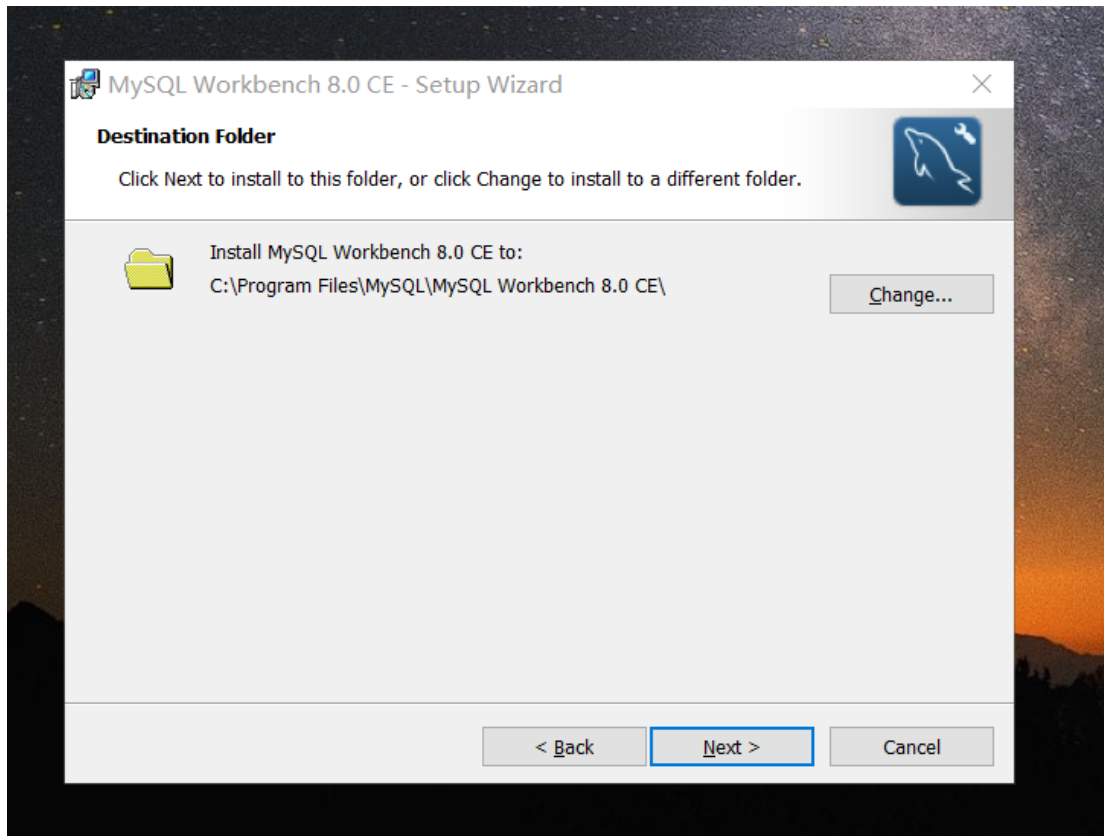 MySQL Workbench 8.0 CE - Setup Wizard
Destination Folder
Click Next to install to this folder, or click Change to install to a different folder.
Install MySQL Workbench 8.0 CE to:
C:\Program Files\MySQL\MySQL Workbench 8.0 CE\
Change...
< Back
Next >
Cancel